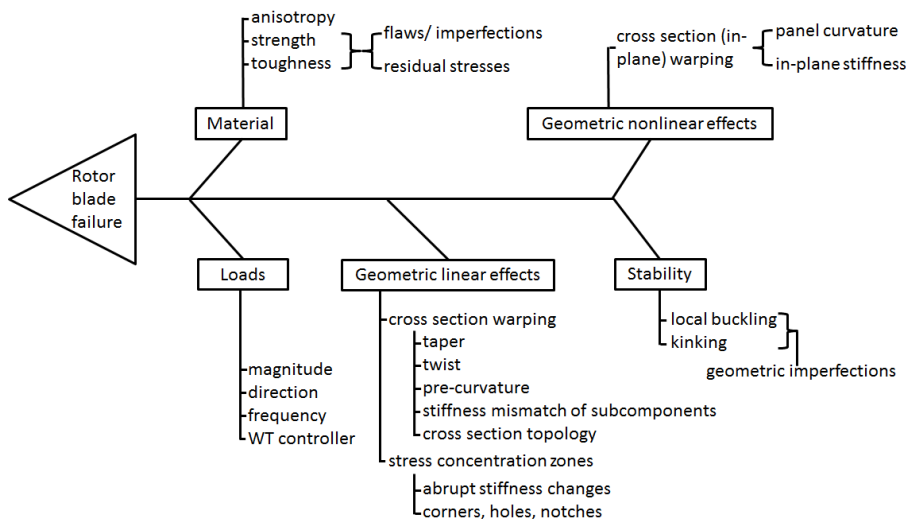 anisotropy
strength
toughness
flaws/ imperfections
residual stresses
cross section (in-
plane) warping
panel curvature
in-plane stiffness
Material
Geometric nonlinear effects
Rotor
blade
failure
Loads
Geometric linear effects
Stability
magnitude
direction
frequency
WT controller
cross section warping
taper
twist
pre-curvature
stiffness mismatch of subcomponents
cross section topology
stress concentration zones
abrupt stiffness changes
corners, holes, notches
local buckling
kinking
geometric imperfections